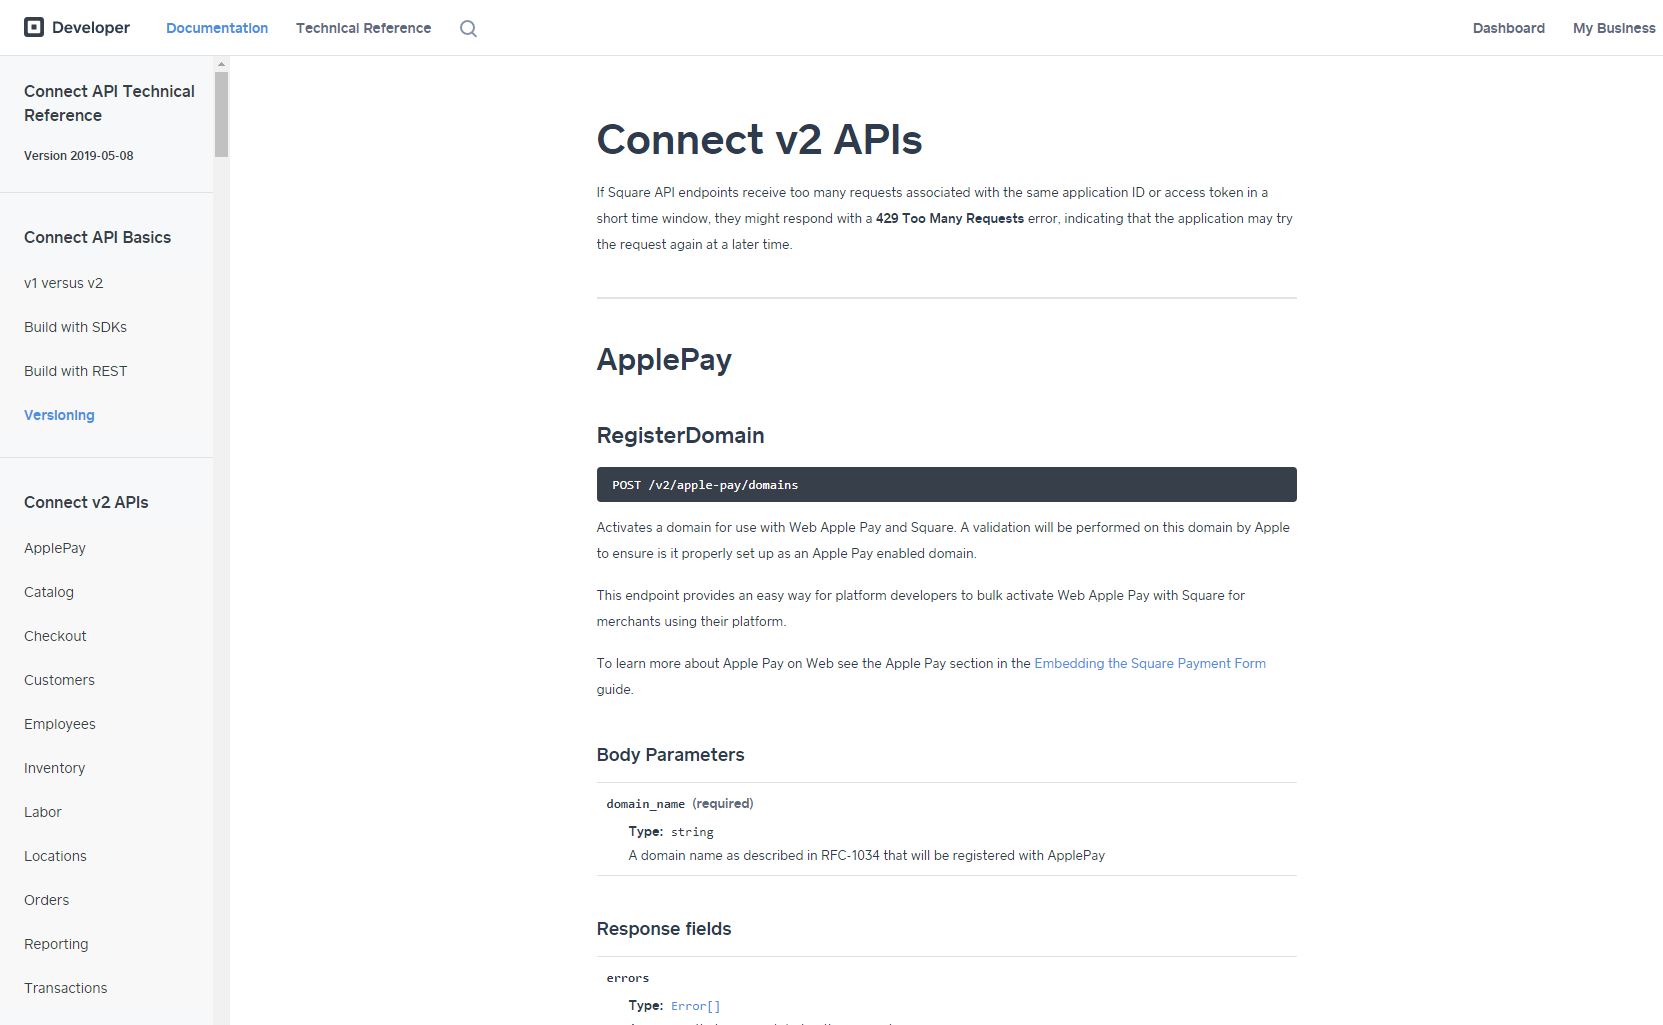 Developer
Documentation
Technical Reference
Dashboard
My Business
Connect API Technical
Reference
Version 2019-05-08
Connect API Basics
v1 versus v2
Build with SDKs
Build with REST
Versioning
Connect v2 APIs
ApplePay
Catalog
Checkout
Customers
Employees
Inventory
Labor
Locations
Orders
Reporting
Transactions
Connect v2 APIs
If Square API endpoints receive too many requests associated with the same application ID or access token in a
short time window, they might respond with a 429 Too Many Requests error, indicating that the application may try
the request again at a later time.
ApplePay
RegisterDomain
POST /v2/apple-pay/domains
Activates a domain for use with Web Apple Pay and Square. A validation will be performed on this domain by Apple
to ensure is it properly set up as an Apple Pay enabled domain.
This endpoint provides an easy way for platform developers to bulk activate Web Apple Pay with Square for
merchants using their platform.
To learn more about Apple Pay on Web see the Apple Pay section in the Embedding the Square Payment Form
guide.
Body Parameters
domain_name (required)
Type: string
A domain name as described in RFC-1034 that will be registered with ApplePay
Response fields
errors
Type: Error[]